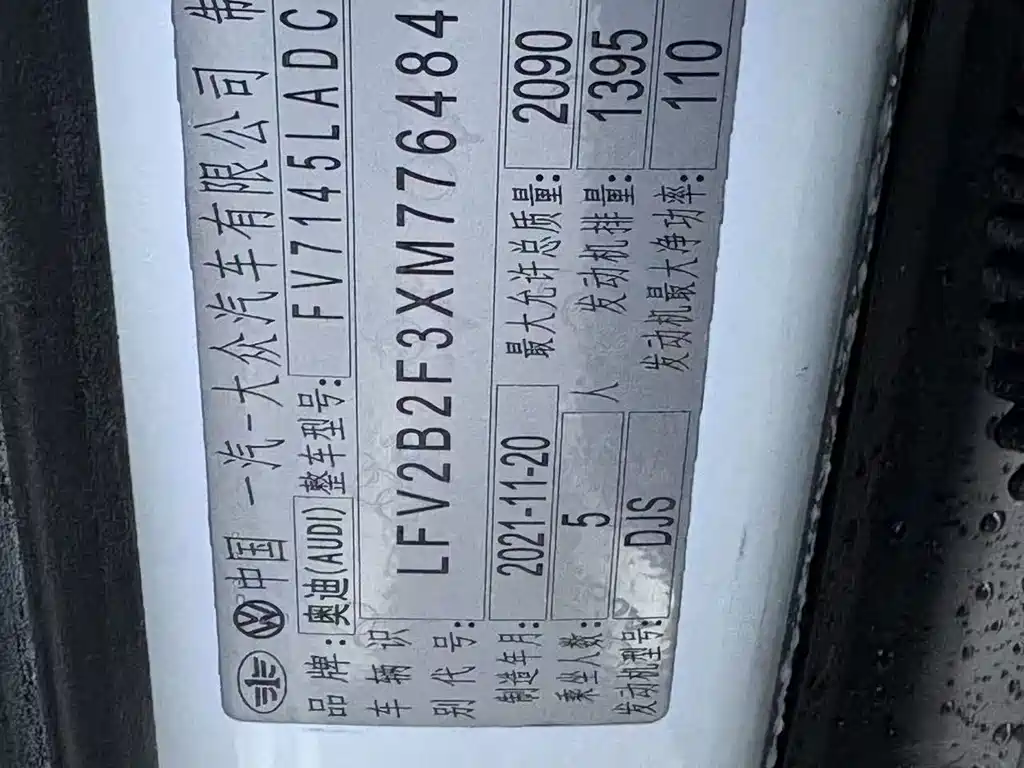 中国 一汽-大众汽车有限公司 制
品牌: 奥迪(AUDI) 整车型号: FV7145LADC
车辆识别代号: LFV2B2F3XM776484
制造年月: 2021-11-20 最大允许总质量: 2090
乘坐人数: 5 人 发动机排量: 1395
发动机型号: DJS 发动机最大净功率: 110